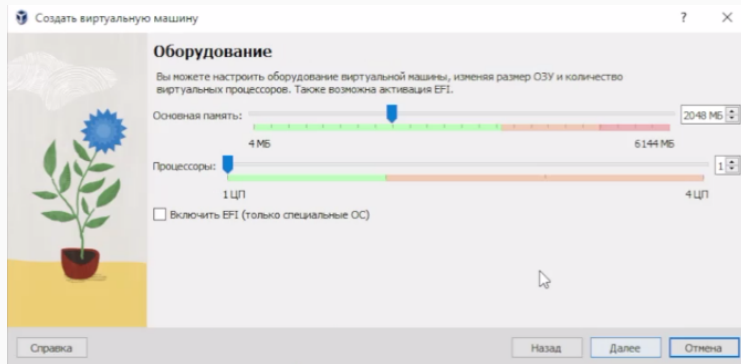 Создать виртуальную машину
Оборудование
Вы можете настроить оборудование виртуальной машины, изменяя размер ОЗУ и количество
виртуальных процессоров. Также возможна активация EFI.
Основная память: 2048 МБ
4 МБ 6144 МБ
Процессоры: 1
1 ЦП 4 ЦП
Включить EFI (только специальные ОС)
Справка Назад Далее Отмена